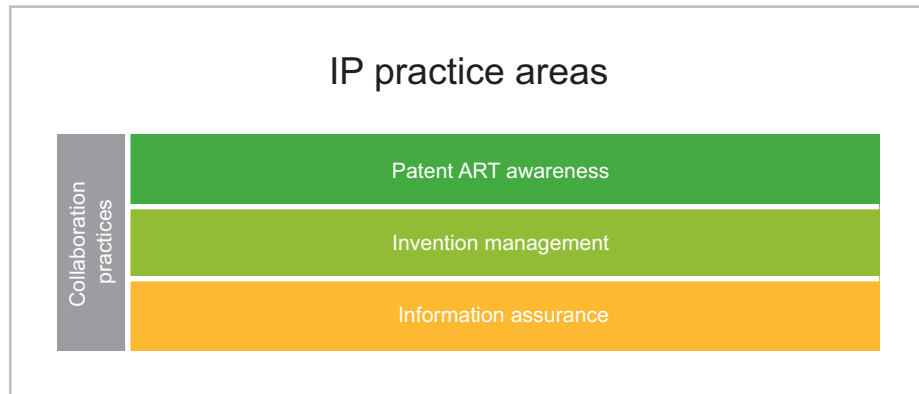 IP practice areas
Collaboration
practices
Patent ART awareness
Invention management
Information assurance